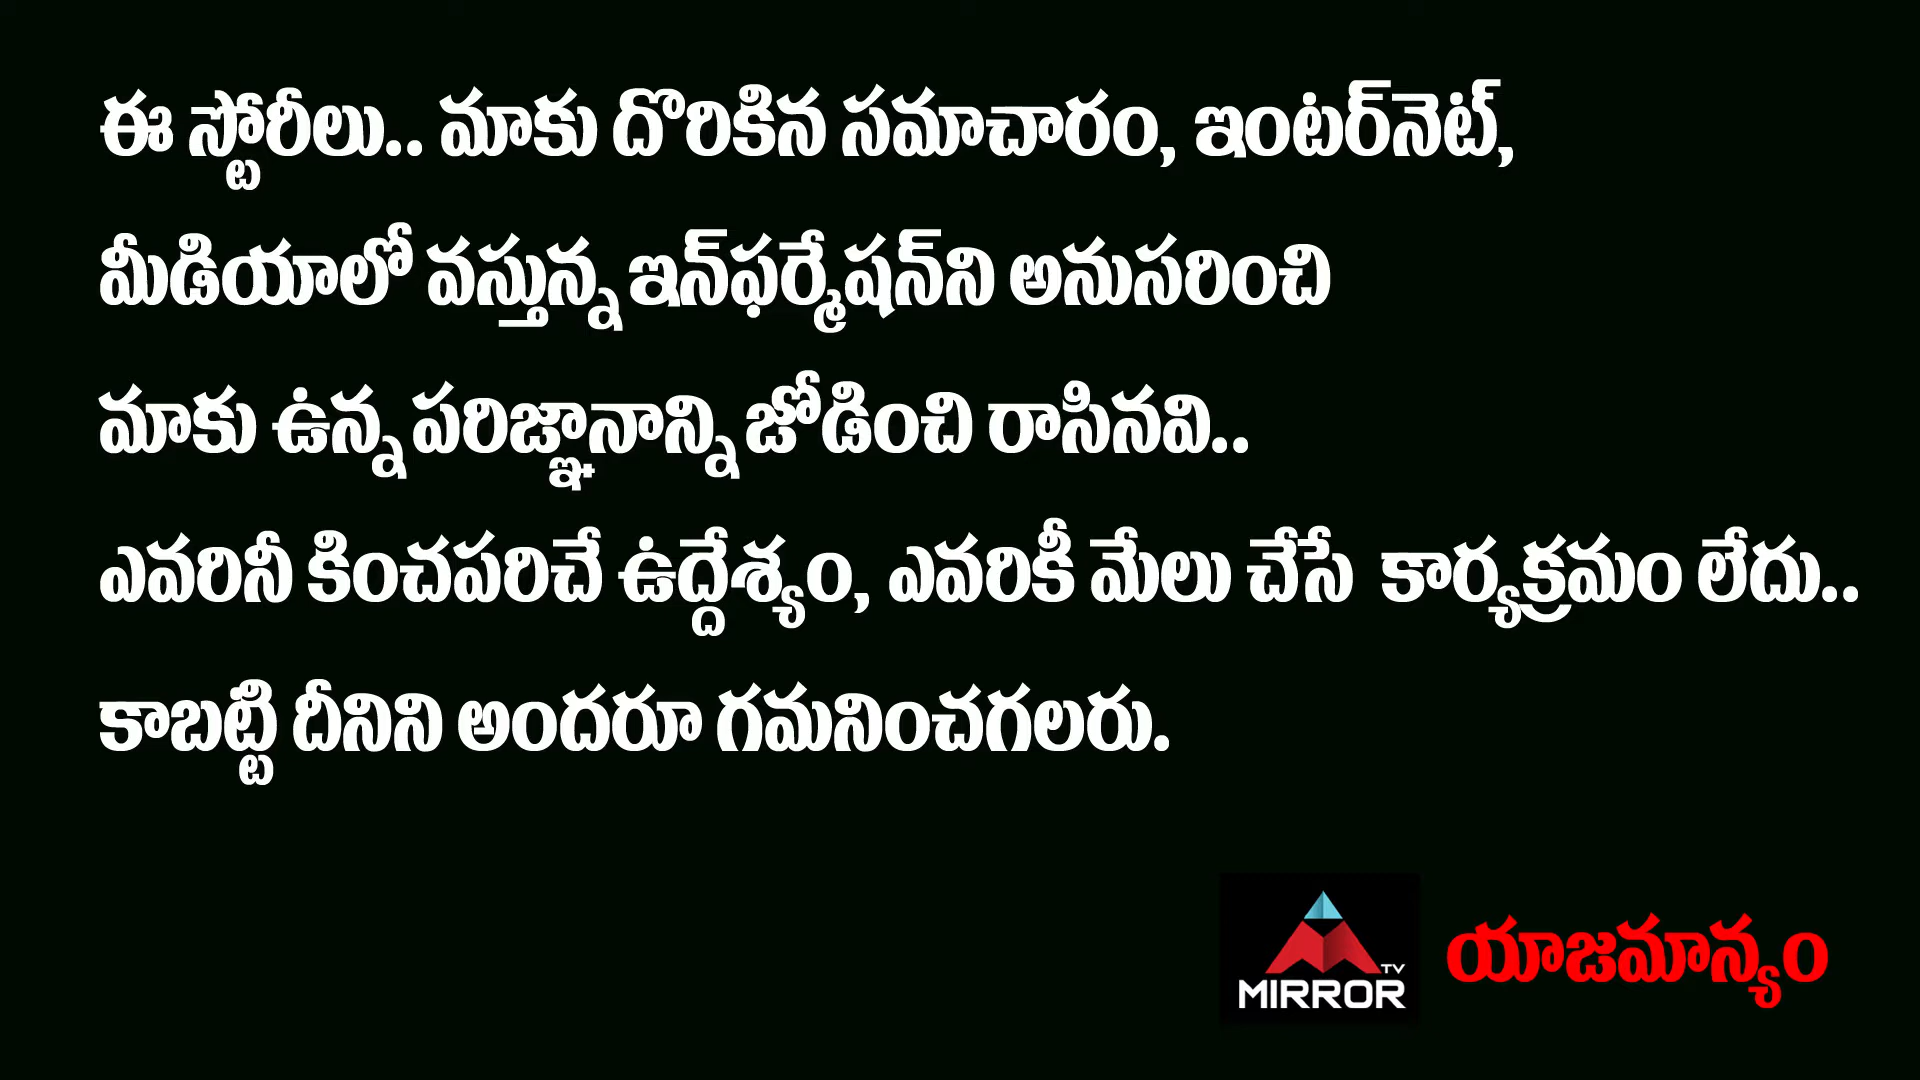 ఈ స్టోరీలు.. మాకు దొరికిన సమాచారం, ఇంటర్‌నెట్,
మీడియాలో వస్తున్న ఇన్‌ఫర్మేషన్‌ని అనుసరించి
మాకు ఉన్న పరిజ్ఞానాన్ని జోడించి రాసినవి..
ఎవరినీ కించపరిచే ఉద్దేశ్యం, ఎవరికీ మేలు చేసే కార్యక్రమం లేదు..
కాబట్టి దీనిని అందరూ గమనించగలరు.
TV
MIRROR
యాజమాన్యం